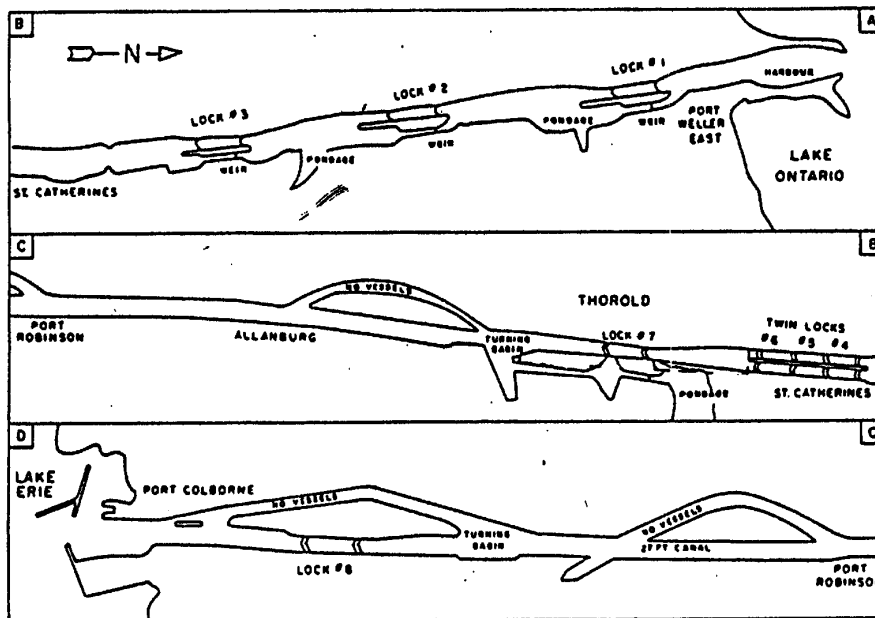 B
A
N
LOCK #1
LOCK #2
LOCK #3
HARBOUR
PONDAGE
WEIR
PORT
WELLER
EAST
WEIR
PONDAGE
WEIR
LAKE
ONTARIO
ST. CATHERINES
C
B
NO VESSELS
THOROLD
PORT
ROBINSON
ALLANBURG
TURNING
BASIN
LOCK #7
TWIN LOCKS
#6 #5 #4
PONDAGE
ST. CATHERINES
D
C
LAKE
ERIE
PORT COLBORNE
NO VESSELS
NO VESSELS
TURNING
BASIN
27 FT CANAL
LOCK #8
PORT
ROBINSON